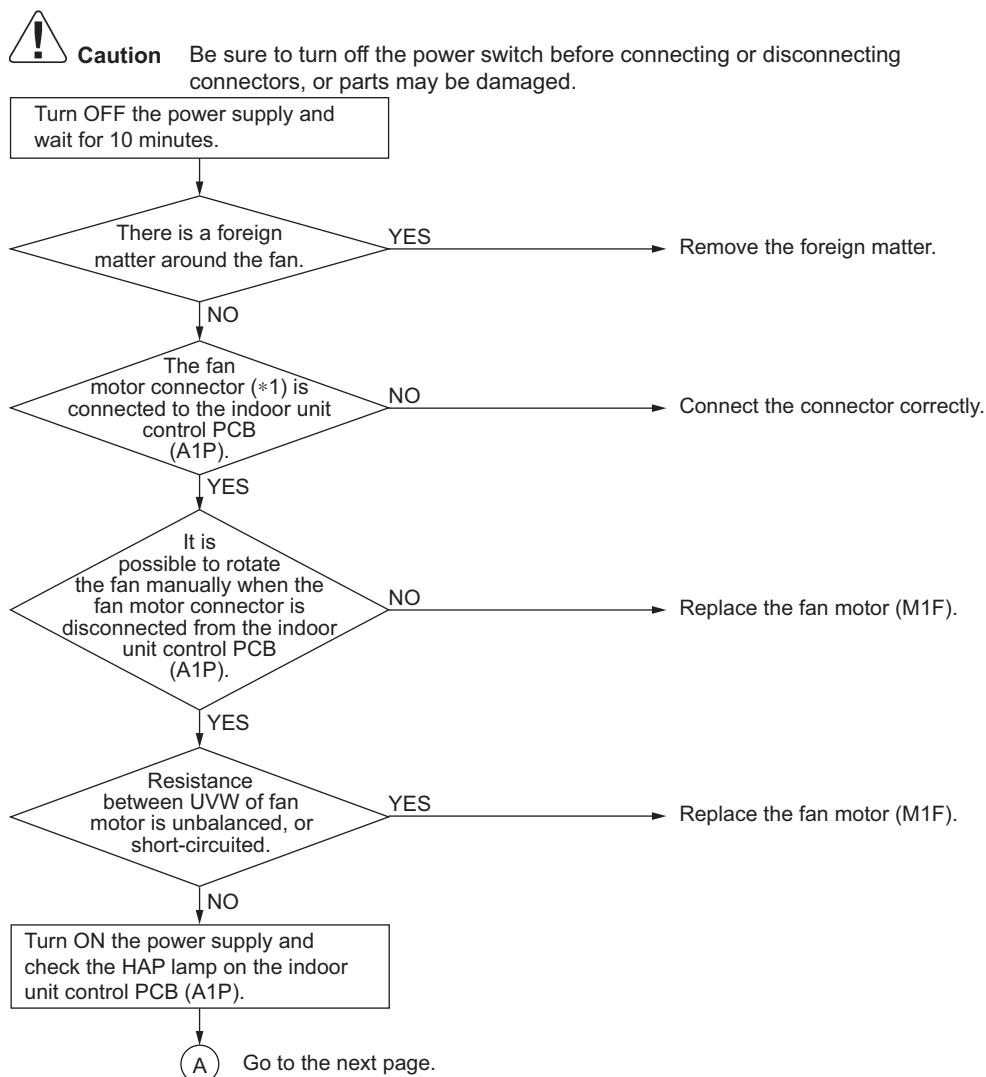 Caution Be sure to turn off the power switch before connecting or disconnecting
connectors, or parts may be damaged.
Turn OFF the power supply and
wait for 10 minutes.
There is a foreign
matter around the fan.
YES
Remove the foreign matter.
NO
The fan
motor connector (*1) is
connected to the indoor unit
control PCB
(A1P).
NO
Connect the connector correctly.
YES
It is
possible to rotate
the fan manually when the
fan motor connector is
disconnected from the indoor
unit control PCB
(A1P).
NO
Replace the fan motor (M1F).
YES
Resistance
between UVW of fan
motor is unbalanced, or
short-circuited.
YES
Replace the fan motor (M1F).
NO
Turn ON the power supply and
check the HAP lamp on the indoor
unit control PCB (A1P).
A Go to the next page.